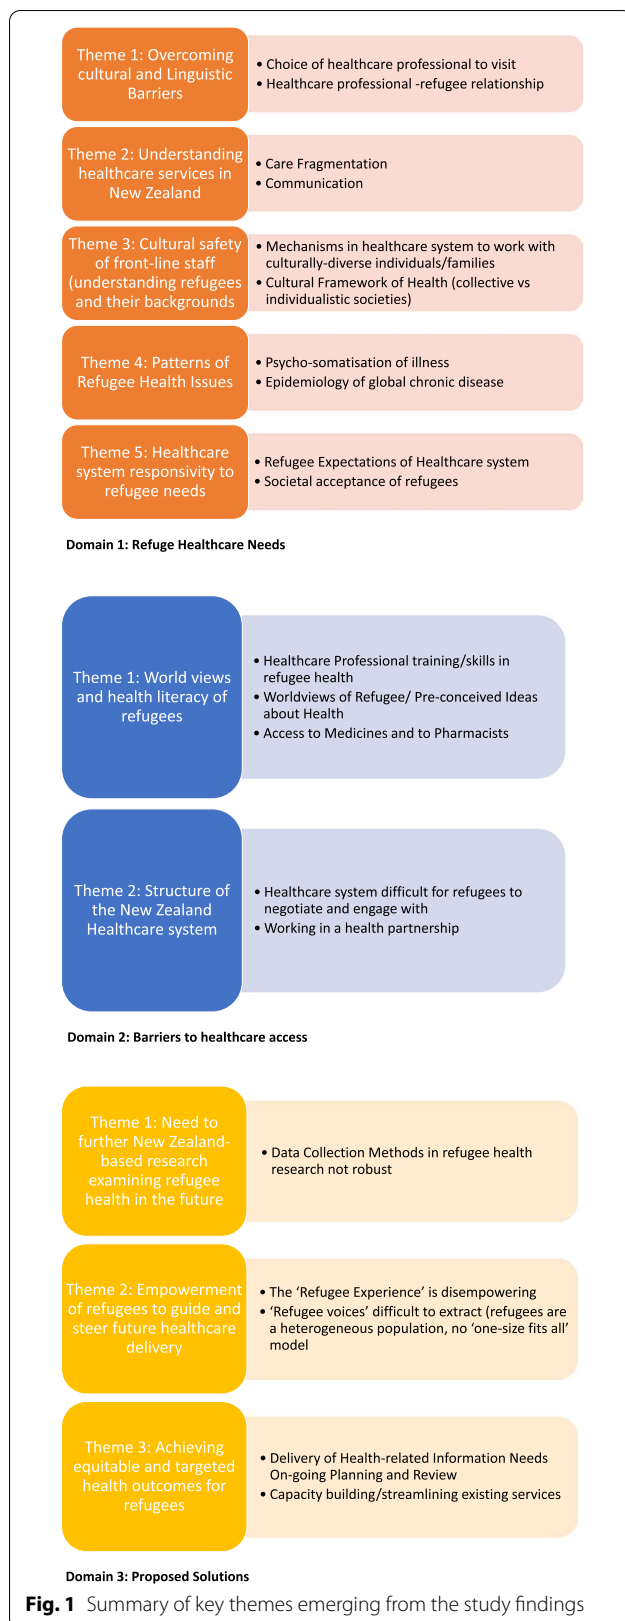 Theme 1: Overcoming
cultural and Linguistic
Barriers
• Choice of healthcare professional to visit
• Healthcare professional -refugee relationship
Theme 2: Understanding
healthcare services in
New Zealand
• Care Fragmentation
• Communication
Theme 3: Cultural safety
of front-line staff
(understanding refugees
and their backgrounds
• Mechanisms in healthcare system to work with
culturally-diverse individuals/families
• Cultural Framework of Health (collective vs
individualistic societies)
Theme 4: Patterns of
Refugee Health Issues
• Psycho-somatisation of illness
• Epidemiology of global chronic disease
Theme 5: Healthcare
system responsivity to
refugee needs
• Refugee Expectations of Healthcare system
• Societal acceptance of refugees
Domain 1: Refuge Healthcare Needs
Theme 1: World views
and health literacy of
refugees
• Healthcare Professional training/skills in
refugee health
• Worldviews of Refugee/ Pre-conceived Ideas
about Health
• Access to Medicines and to Pharmacists
Theme 2: Structure of
the New Zealand
Healthcare system
• Healthcare system difficult for refugees to
negotiate and engage with
• Working in a health partnership
Domain 2: Barriers to healthcare access
Theme 1: Need to
further New Zealand-
based research
examining refugee
health in the future
• Data Collection Methods in refugee health
research not robust
Theme 2: Empowerment
of refugees to guide and
steer future healthcare
delivery
• The ‘Refugee Experience’ is disempowering
• ‘Refugee voices’ difficult to extract (refugees are
a heterogeneous population, no ‘one-size fits all’
model
Theme 3: Achieving
equitable and targeted
health outcomes for
refugees
• Delivery of Health-related Information Needs
On-going Planning and Review
• Capacity building/streamlining existing services
Domain 3: Proposed Solutions
Fig. 1 Summary of key themes emerging from the study findings